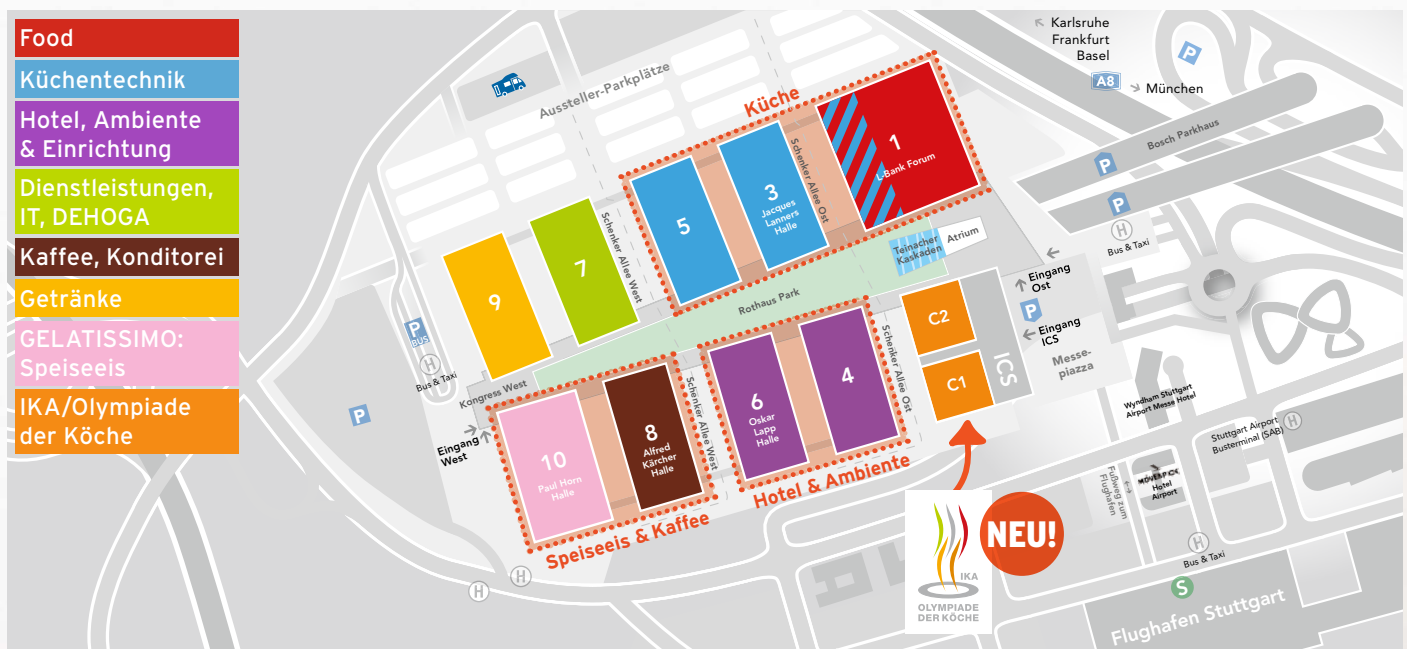 Food
Küchentechnik
Hotel, Ambiente
& Einrichtung
Dienstleistungen,
IT, DEHOGA
Kaffee, Konditorei
Getränke
GELATISSIMO:
Speiseeis
IKA/Olympiade
der Köche
Karlsruhe
Frankfurt
Basel
A8
München
P
Bosch Parkhaus
P
P
H
Bus & Taxi
Aussteller-Parkplätze
Küche
1
L-Bank Forum
Schenker Allee Ost
3
Jacques
Lanners
Halle
5
Schenker Allee West
7
9
Teinacher
Kaskaden
Atrium
Rothaus Park
Eingang
Ost
P
Eingang
ICS
Messe-
piazza
C2
C1
ICS
Schenker Allee Ost
4
6
Oskar
Lapp
Halle
Hotel & Ambiente
Schenker Allee West
8
Alfred
Kärcher
Halle
10
Paul Horn
Halle
Speiseeis & Kaffee
Kongress West
Eingang
West
P
BUS
H
Bus & Taxi
P
H
H
Wyndham Stuttgart
Airport Messe Hotel
Stuttgart Airport
Busterminal (SAB)
H
Fußweg zum
Flughafen
MÖVENPICK
Hotel
Airport
H
Bus & Taxi
S
Flughafen Stuttgart
NEU!
IKA
OLYMPIADE
DER KÖCHE